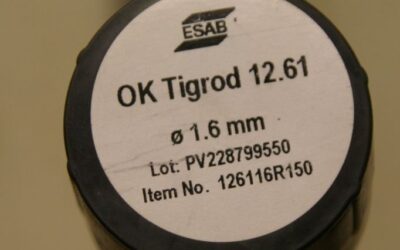 ESAB
OK Tigrod 12.61
ø 1.6 mm
Lot: PV228799550
Item No. 126116R150